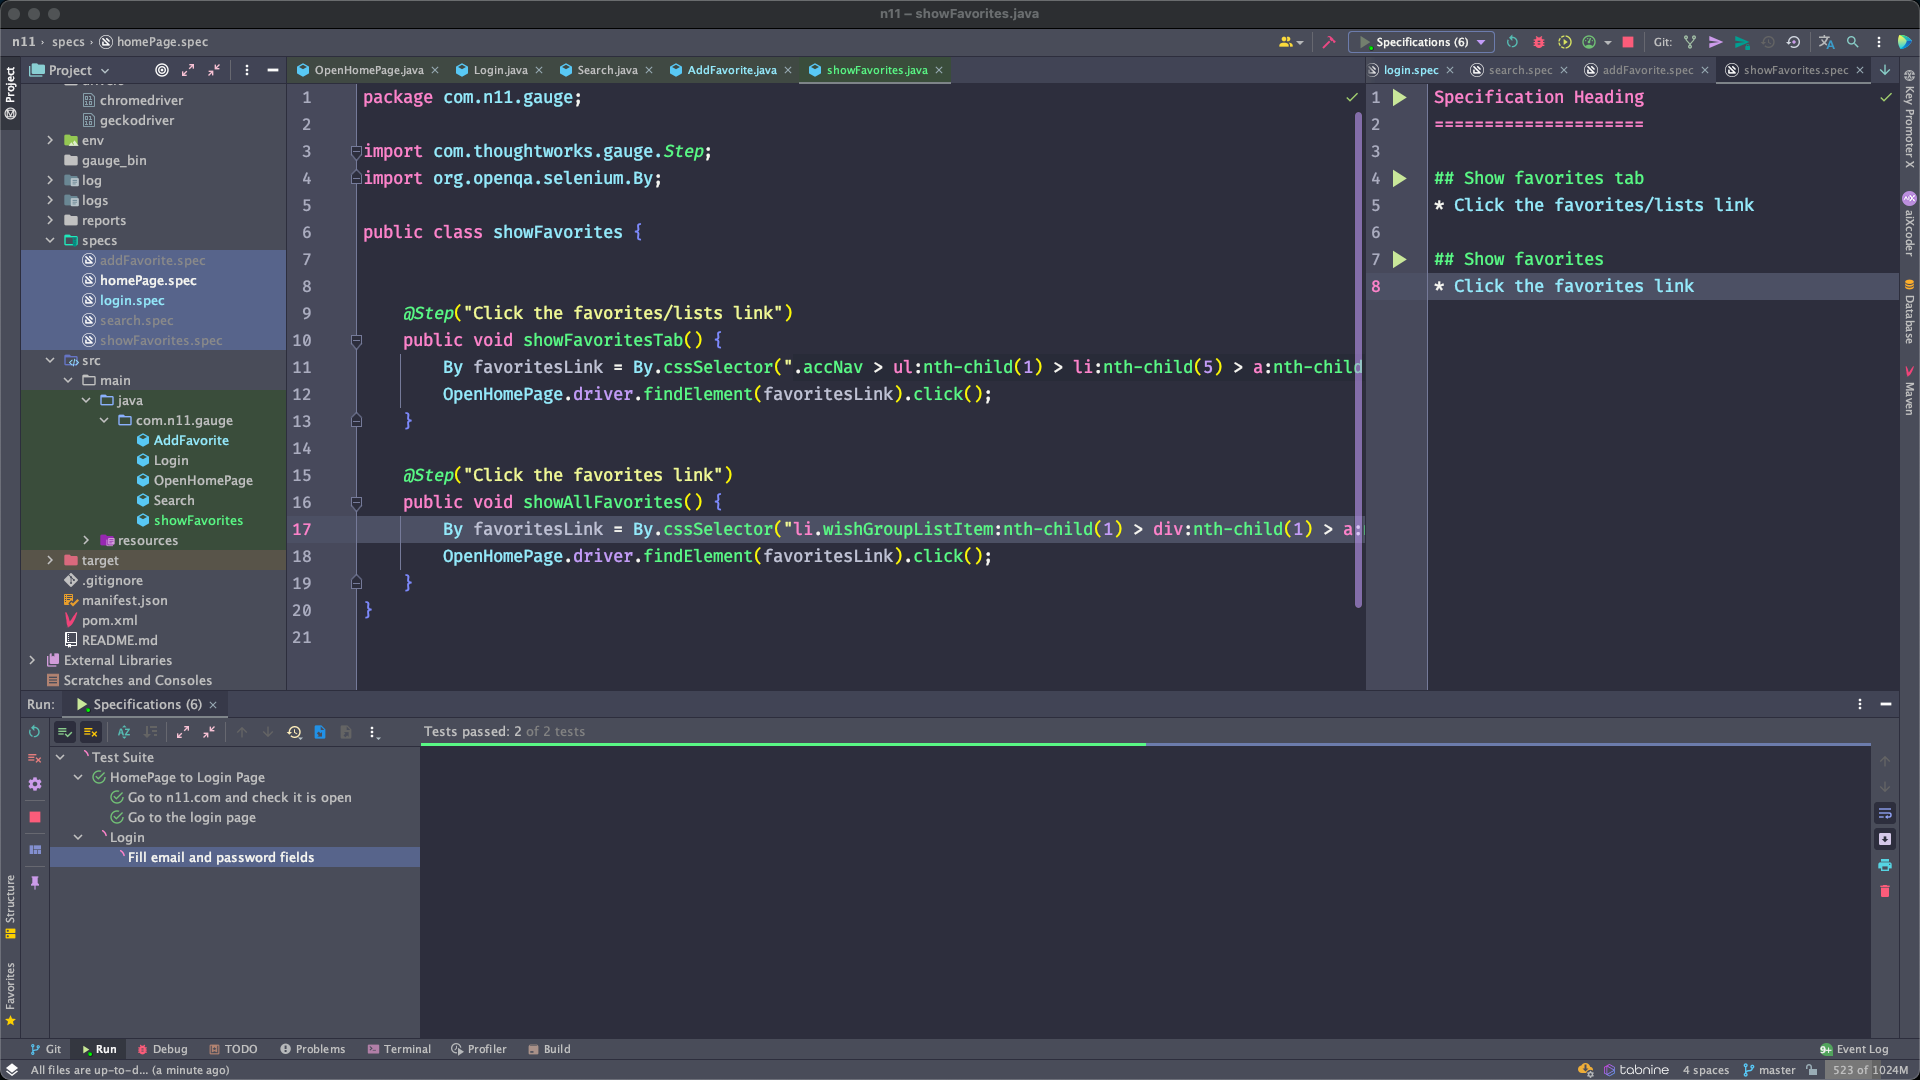 n11 – showFavorites.java
n11 › specs › homePage.spec
Specifications (6)
Git:
Project
OpenHomePage.java
Login.java
Search.java
AddFavorite.java
showFavorites.java
login.spec
search.spec
addFavorite.spec
showFavorites.spec
Project
Structure
Favorites
chromedriver
geckodriver
env
gauge_bin
log
logs
reports
specs
addFavorite.spec
homePage.spec
login.spec
search.spec
showFavorites.spec
src
main
java
com.n11.gauge
AddFavorite
Login
OpenHomePage
Search
showFavorites
resources
target
.gitignore
manifest.json
pom.xml
README.md
External Libraries
Scratches and Consoles
1 package com.n11.gauge;
2
3 import com.thoughtworks.gauge.Step;
4 import org.openqa.selenium.By;
5
6 public class showFavorites {
7
8
9 @Step("Click the favorites/lists link")
10 public void showFavoritesTab() {
11 By favoritesLink = By.cssSelector(".accNav > ul:nth-child(1) > li:nth-child(5) > a:nth-child
12 OpenHomePage.driver.findElement(favoritesLink).click();
13 }
14
15 @Step("Click the favorites link")
16 public void showAllFavorites() {
17 By favoritesLink = By.cssSelector("li.wishGroupListItem:nth-child(1) > div:nth-child(1) > a:
18 OpenHomePage.driver.findElement(favoritesLink).click();
19 }
20 }
21
1 Specification Heading
2 =====================
3
4 ## Show favorites tab
5 * Click the favorites/lists link
6
7 ## Show favorites
8 * Click the favorites link
Key Promoter X
aiXcoder
Database
Maven
Run:
Specifications (6)
Tests passed: 2 of 2 tests
Test Suite
HomePage to Login Page
Go to n11.com and check it is open
Go to the login page
Login
Fill email and password fields
Git
Run
Debug
TODO
Problems
Terminal
Profiler
Build
9+ Event Log
All files are up-to-d... (a minute ago)
tabnine
4 spaces
master
523 of 1024M